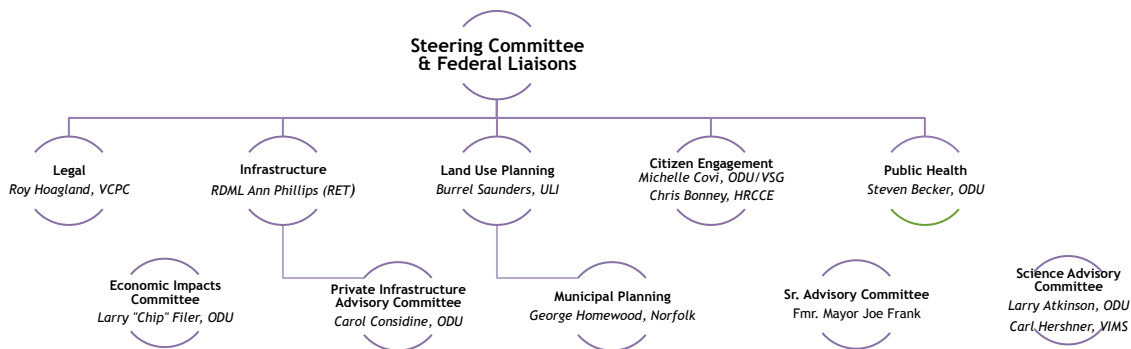 Steering Committee
& Federal Liaisons
Legal
Roy Hoagland, VCPC
Infrastructure
RDML Ann Phillips (RET)
Land Use Planning
Burrel Saunders, ULI
Citizen Engagement
Michelle Covi, ODU/VSG
Chris Bonney, HRCCE
Public Health
Steven Becker, ODU
Economic Impacts
Committee
Larry "Chip" Filer, ODU
Private Infrastructure
Advisory Committee
Carol Considine, ODU
Municipal Planning
George Homewood, Norfolk
Sr. Advisory Committee
Fmr. Mayor Joe Frank
Science Advisory
Committee
Larry Atkinson, ODU
Carl Hershner, VIMS